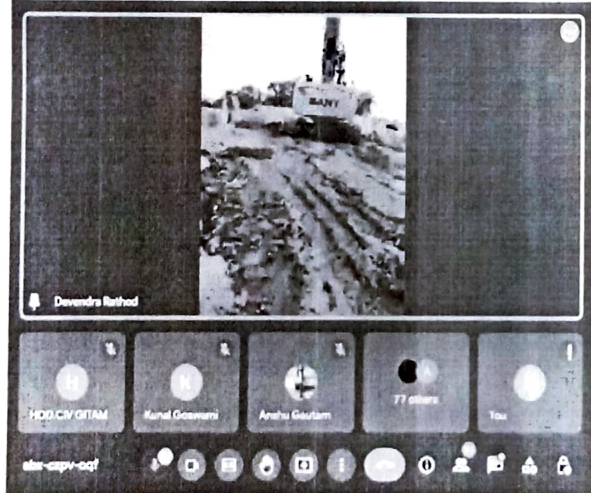 SANY
Devendra Rathod
H
K
A
HOD CIV GITAM
Kunal Goswami
Anshu Gautam
77 others
You